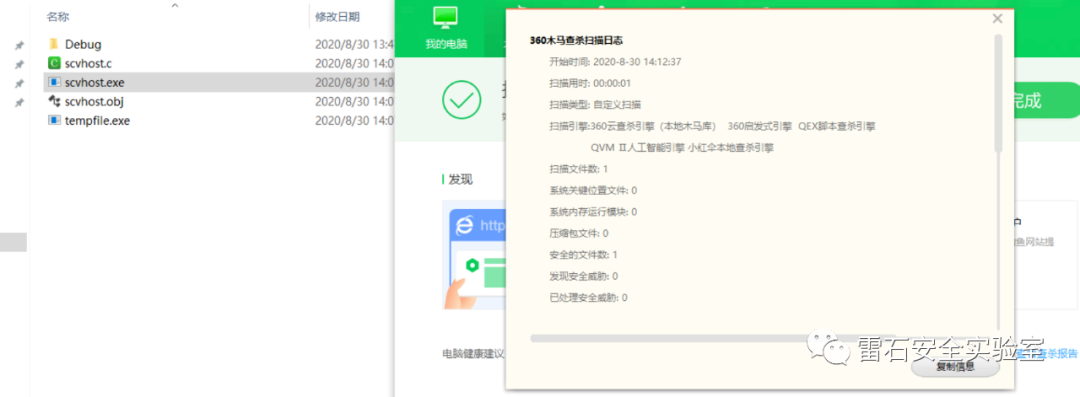 名称
修改日期
Debug
2020/8/30 13:4
scvhost.c
2020/8/30 14:0
scvhost.exe
2020/8/30 14:0
scvhost.obj
2020/8/30 14:0
tempfile.exe
2020/8/30 14:0
我的电脑
完成
发现
http
电脑健康建议
360木马查杀扫描日志
开始时间: 2020-8-30 14:12:37
扫描用时: 00:00:01
扫描类型: 自定义扫描
扫描引擎:360云查杀引擎（本地木马库） 360启发式引擎 QEX脚本查杀引擎
QVM II人工智能引擎 小红伞本地查杀引擎
扫描文件数: 1
系统关键位置文件: 0
系统内存运行模块: 0
压缩包文件: 0
安全的文件数: 1
发现安全威胁: 0
已处理安全威胁: 0
复制信息
户
鱼网站提
查杀报告
雷石安全实验室